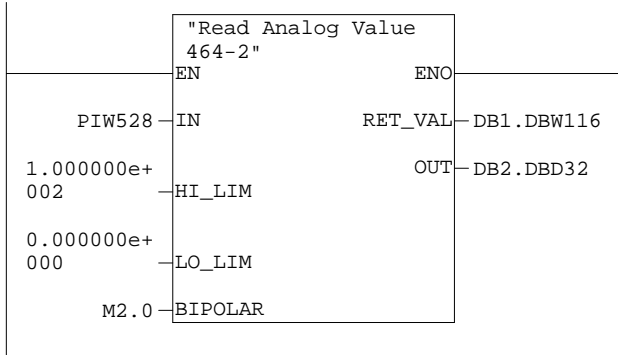 "Read Analog Value
464-2"
EN ENO
PIW528 IN RET_VAL DB1.DBW116
1.000000e+ OUT DB2.DBD32
002 HI_LIM
0.000000e+
000 LO_LIM
M2.0 BIPOLAR